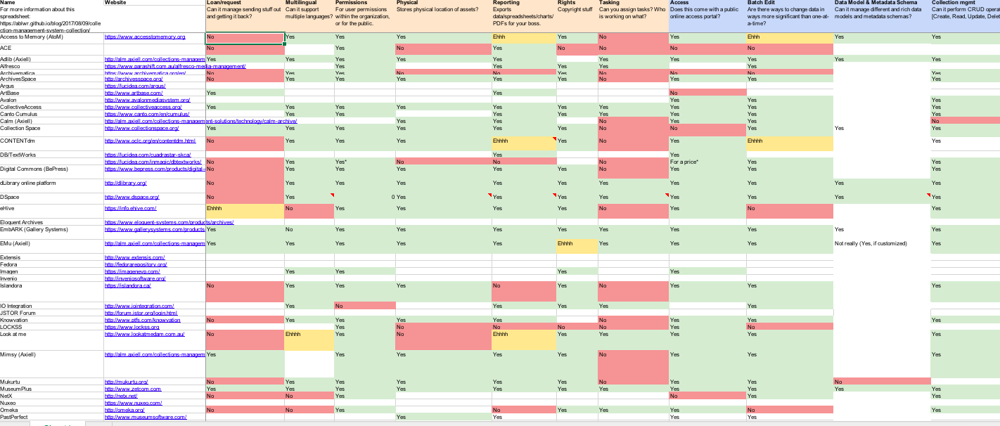 Name Website Loan/request Multilingual Permissions Physical Reporting Rights Tasking Access Batch Edit Data Model & Metadata Schema Collection mgmt
For more information about this Can it manage sending stuff out Can it support For user permissions Stores physical location of assets? Exports Copyright stuff Can you assign tasks? Who Does this come with a public Are there ways to change data in Can it manage different and rich data Can it perform CRUD opera
spreadsheet: and getting it back? multiple languages? within the organization, data/spreadsheets/charts/ is working on what? online access portal? ways more significant than one-at- models and metadata schemas? [Create, Read, Update, Delet
https://ablwr.github.io/blog/2017/08/09/colle or for the public. PDFs for your boss. a-time?
ction-management-system-collection/
Access to Memory (AtoM) https://www.accesstomemory.org No Yes Yes Yes Ehhh Yes No Yes Ehhh Yes Yes
ACE No Yes No Yes No No No No
Adlib (Axiell) http://alm.axiell.com/collections-managem Yes Yes Yes Yes Yes Yes Yes Yes Yes Yes
Alfresco https://www.parashift.com.au/alfresco-media-management/ Yes Yes Yes Yes Yes
Archivematica https://www.archivematica.org/en/ No Yes Yes No No Yes Yes No No Yes
ArchivesSpace http://archivesspace.org/ No Yes Yes Yes Yes Yes No Yes Yes Yes
Argus https://lucidea.com/argus/
ArtBase http://www.artbase.com/ Yes Yes No
Avalon http://www.avalonmediasystem.org/ Yes Yes Yes
CollectiveAccess http://www.collectiveaccess.org/ Yes Yes Yes Yes Yes Yes Yes Yes Yes Yes
Canto Cumulus https://www.canto.com/en/cumulus/ Yes Yes Yes Yes Yes Yes Yes Yes
Calm (Axiell) http://alm.axiell.com/collections-management-solutions/technology/calm-archive/ Yes Yes No Yes Yes No
Collection Space http://www.collectionspace.org/ Yes Yes Yes Yes Yes Yes No No Yes Yes Yes
CONTENTdm http://www.oclc.org/en/contentdm.html No Yes Yes Yes Ehhhh Yes No Yes Ehhhh Yes
DB/TextWorks https://lucidea.com/cuadrastar-skca/ Yes Yes
https://lucidea.com/inmagic/dbtextworks/ No Yes Yes* No No No For a price* Yes Yes
Digital Commons (BePress) https://www.bepress.com/products/digital- No Yes Yes Yes Yes Yes No Yes Yes Yes
dLibrary online platform http://dlibrary.org/ No Yes Yes Yes Yes Yes Yes Yes Yes Yes Yes
DSpace http://www.dspace.org/ No Yes 0 Yes Yes Yes Yes Yes Yes Yes Yes
eHive https://info.ehive.com/ Ehhhh No Yes Yes Yes Yes No Yes No Yes
Eloquent Archives https://www.eloquent-systems.com/products/archives/
EmbARK (Gallery Systems) https://www.gallerysystems.com/products- Yes No Yes Yes Yes Yes Yes Yes Yes Yes Yes
EMu (Axiell) http://alm.axiell.com/collections-managem Yes Yes Yes Yes Yes Ehhhh Yes Yes Yes Not really (Yes, if customized) Yes
Extensis http://www.extensis.com/
Fedora http://fedorarepository.org/
Imagen https://imagenevp.com/ Yes Yes Yes Yes
Invenio http://inveniosoftware.org/
Islandora https://islandora.ca/ No Yes Yes Yes No Yes No Yes Yes Yes
IO Integration http://www.iointegration.com/ Yes No Yes Yes Yes Yes
JSTOR Forum http://forum.jstor.org/login.html
Knowvation http://www.ptfs.com/knowvation No Yes Yes Yes Yes Yes No Yes Yes Yes
LOCKSS https://www.lockss.org Yes No No No No Yes No
Look at me http://www.lookatmedam.com.au/ No Ehhhh Yes No Ehhhh Yes Yes Yes Yes Yes
Mimsy (Axiell) http://alm.axiell.com/collections-managem Yes Yes Yes Yes Yes No Yes Yes Yes
Mukurtu http://mukurtu.org/ No Yes Yes Yes Yes Yes No Yes Yes No
MuseumPlus http://www.zetcom.com Yes Yes Yes Yes Yes Yes Yes Yes Yes Yes Yes
NetX http://netx.net/ No No Yes No Yes Yes
Nuxeo https://www.nuxeo.com/
Omeka http://omeka.org/ No No Yes No Yes Yes Yes No Yes
PastPerfect http://www.museumsoftware.com/ Yes Yes Yes Yes Yes